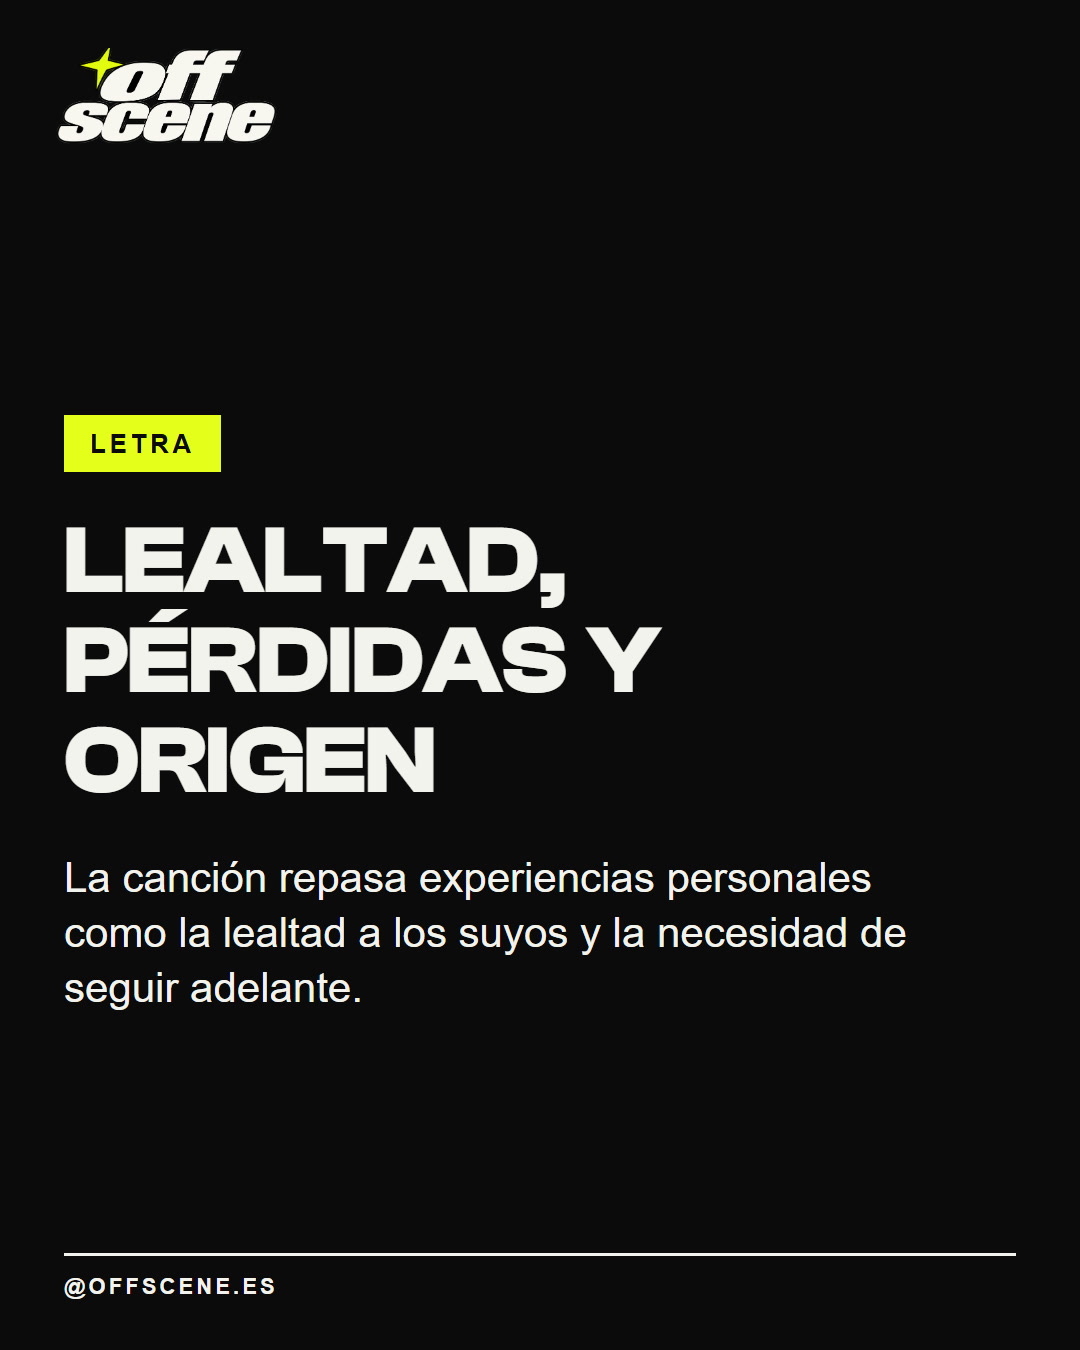 off
scene
LETRA
LEALTAD,
PÉRDIDAS Y
ORIGEN
La canción repasa experiencias personales
como la lealtad a los suyos y la necesidad de
seguir adelante.
@OFFSCENE.ES